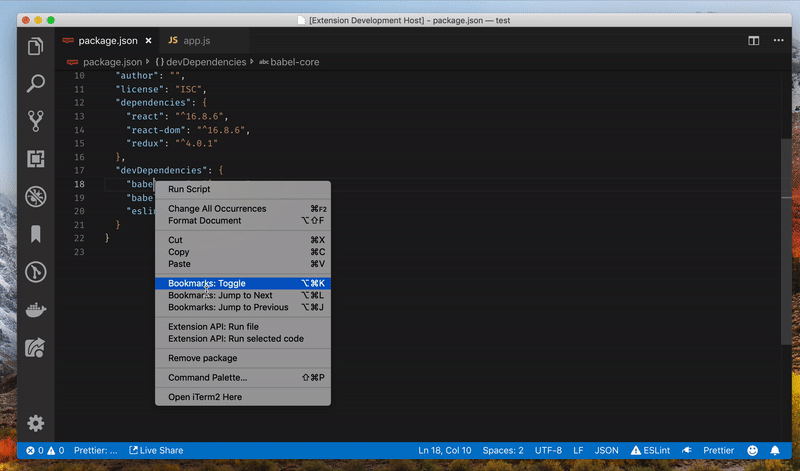 [Extension Development Host] - package.json — test
package.json ×
JS app.js
package.json › { } devDependencies › abc babel-core
10 "author": "",
11 "license": "ISC",
12 "dependencies": {
13 "react": "^16.8.6",
14 "react-dom": "^16.8.6",
15 "redux": "^4.0.1"
16 },
17 "devDependencies": {
18 "babe
19 "babe
20 "eslin
21 }
22 }
23
Run Script
Change All Occurrences ⌘F2
Format Document ⌥⇧F
Cut ⌘X
Copy ⌘C
Paste ⌘V
Bookmarks: Toggle ⌥⌘K
Bookmarks: Jump to Next ⌥⌘L
Bookmarks: Jump to Previous ⌥⌘J
Extension API: Run file
Extension API: Run selected code
Remove package
Command Palette... ⇧⌘P
Open iTerm2 Here
0 0 Prettier: ... Live Share Ln 18, Col 10 Spaces: 2 UTF-8 LF JSON ESLint Prettier